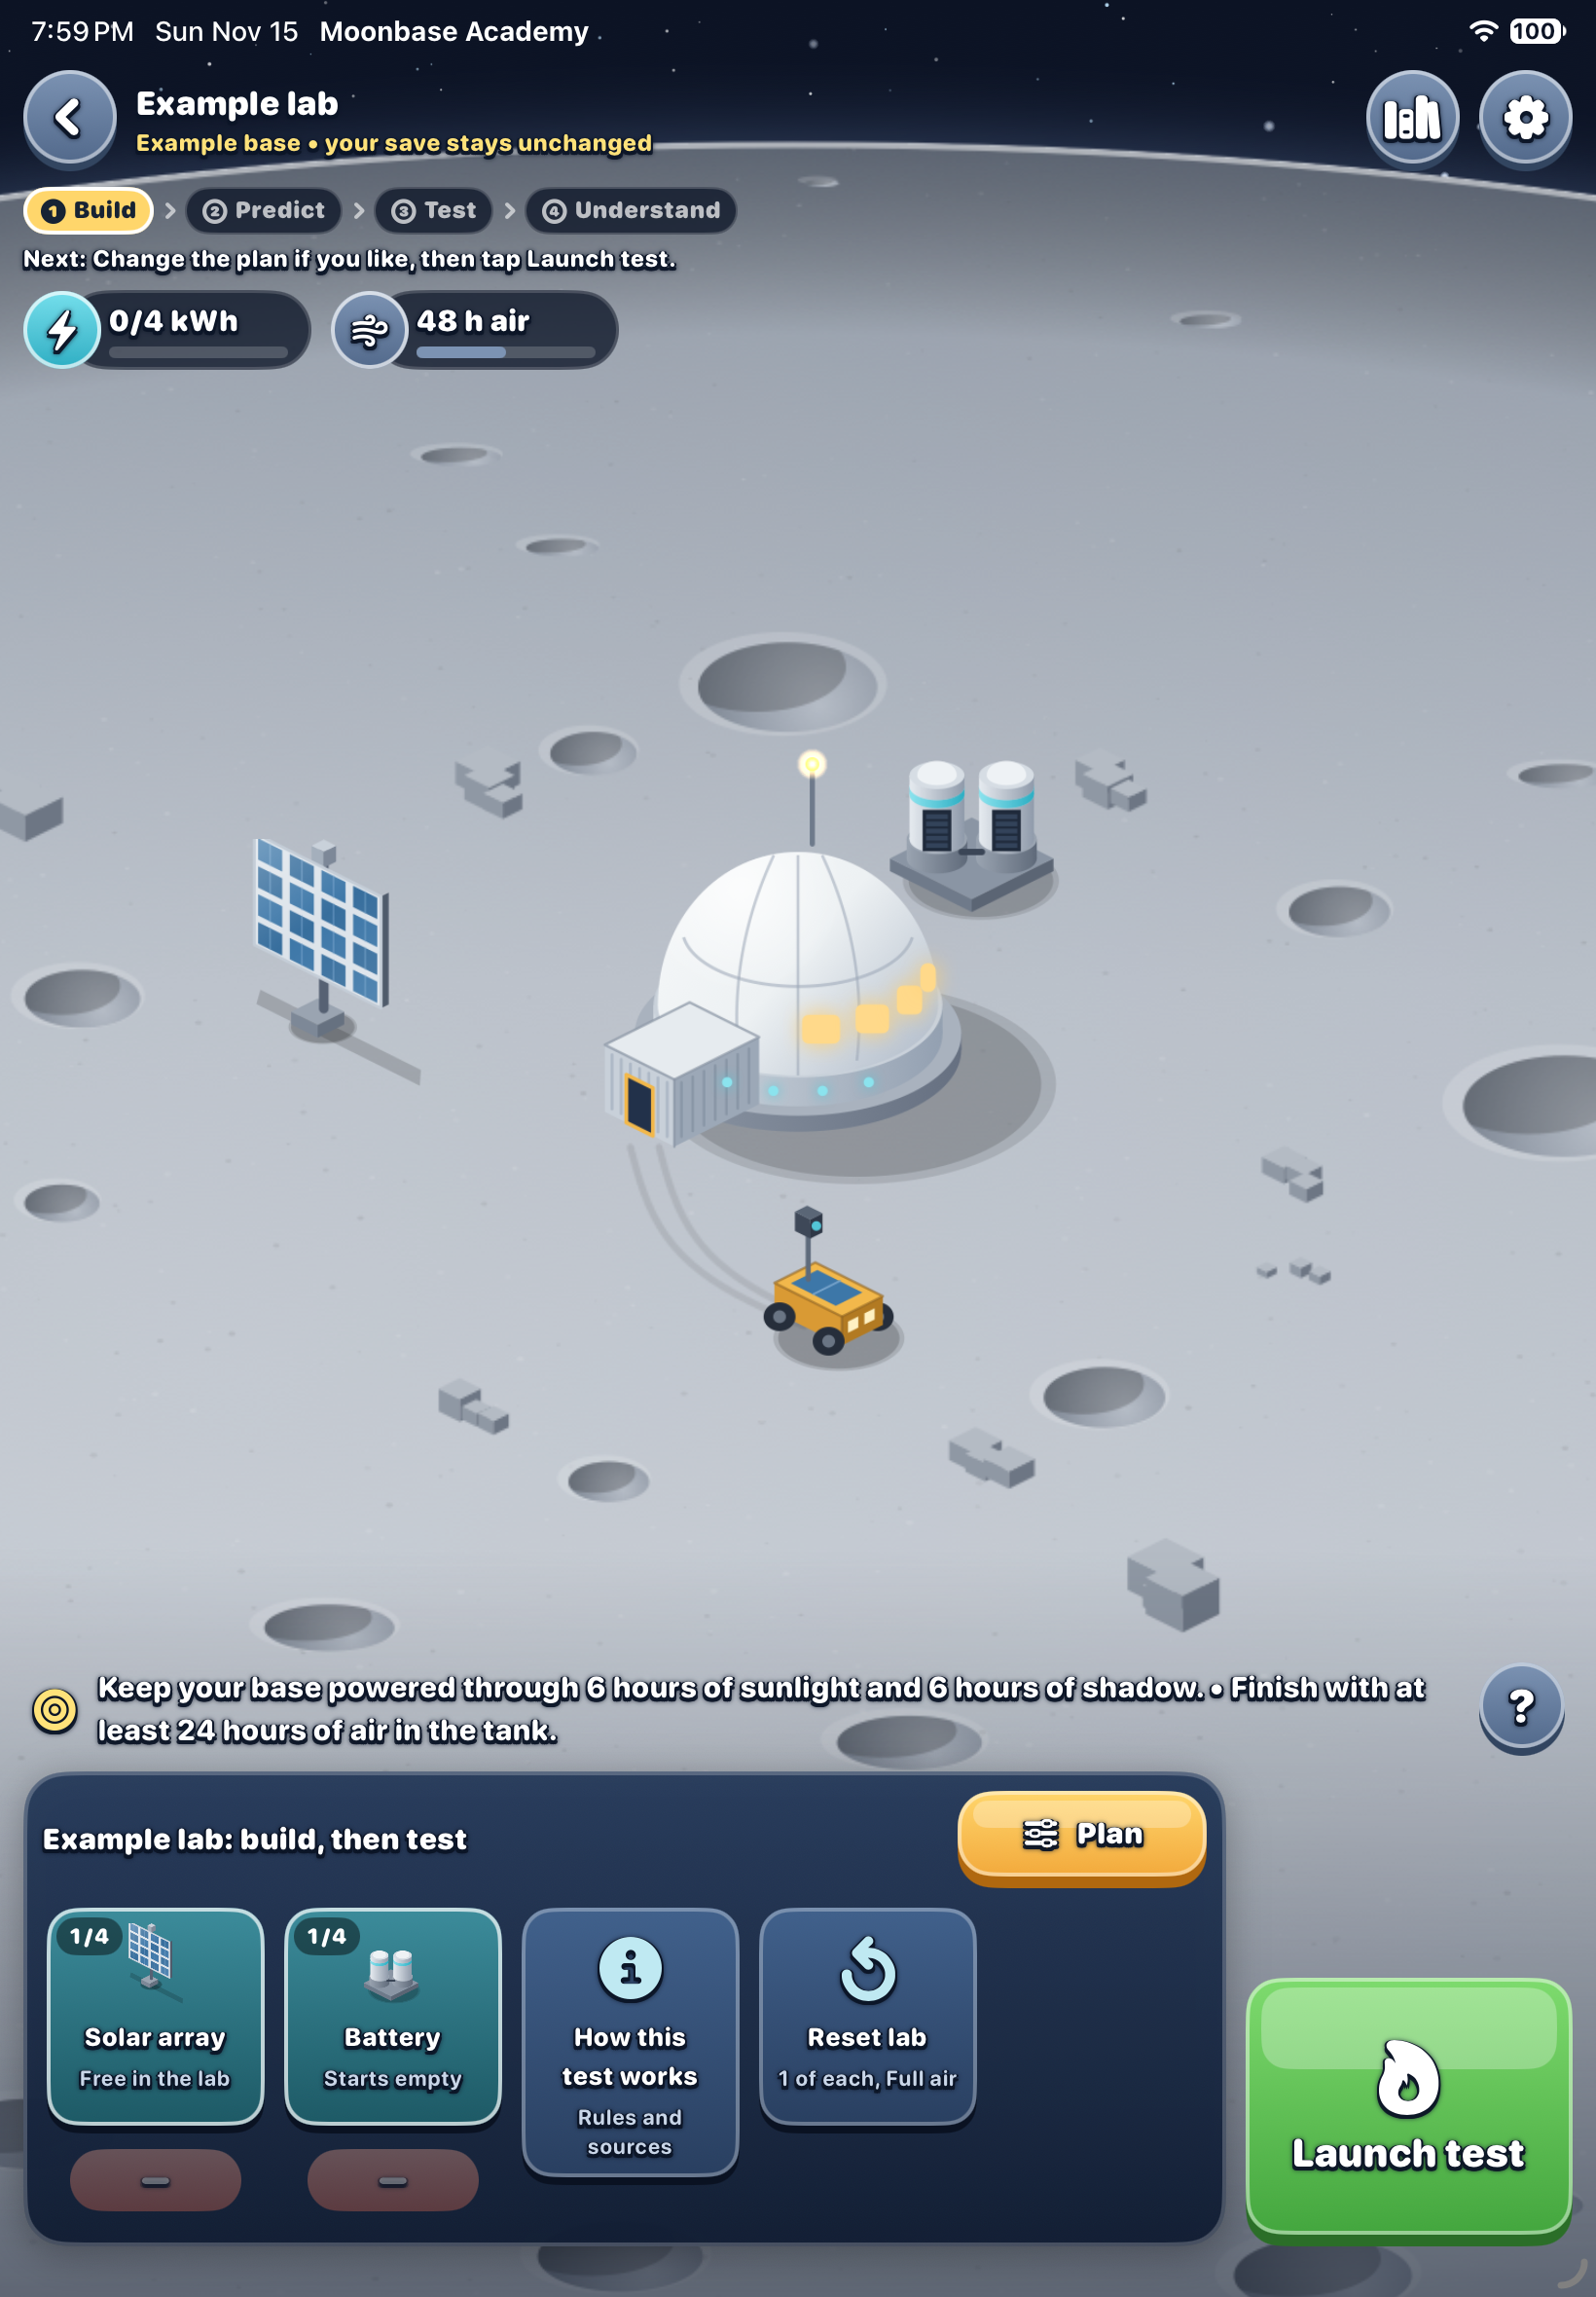 7:59 PM Sun Nov 15 Moonbase Academy
100
Example lab
Example base • your save stays unchanged
1 Build
2 Predict
3 Test
4 Understand
Next: Change the plan if you like, then tap Launch test.
0/4 kWh
48 h air
Keep your base powered through 6 hours of sunlight and 6 hours of shadow. • Finish with at
least 24 hours of air in the tank.
?
Example lab: build, then test
Plan
1/4
Solar array
Free in the lab
1/4
Battery
Starts empty
How this
test works
Rules and
sources
Reset lab
1 of each, Full air
Launch test